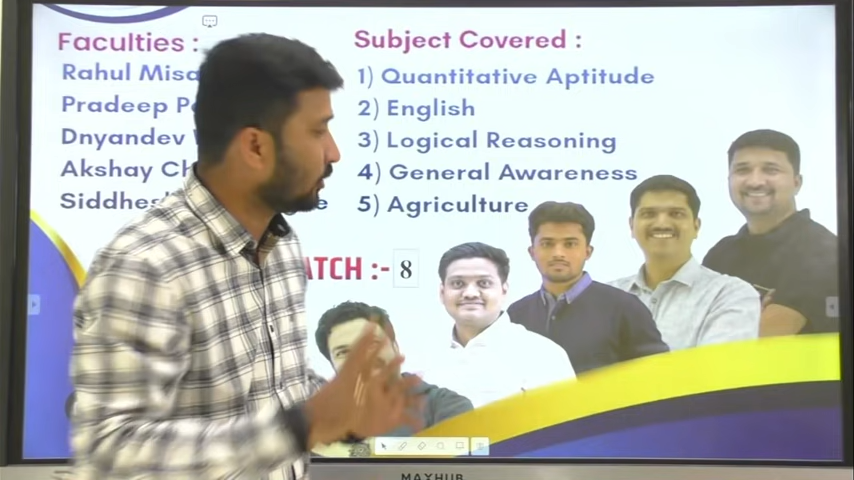 Faculties :
Rahul
Pradeep
Dnyandev
Akshay
Subject Covered :
1) Quantitative Aptitude
2) English
3) Logical Reasoning
4) General Awareness
5) Agriculture
:- 8
MAXHUB